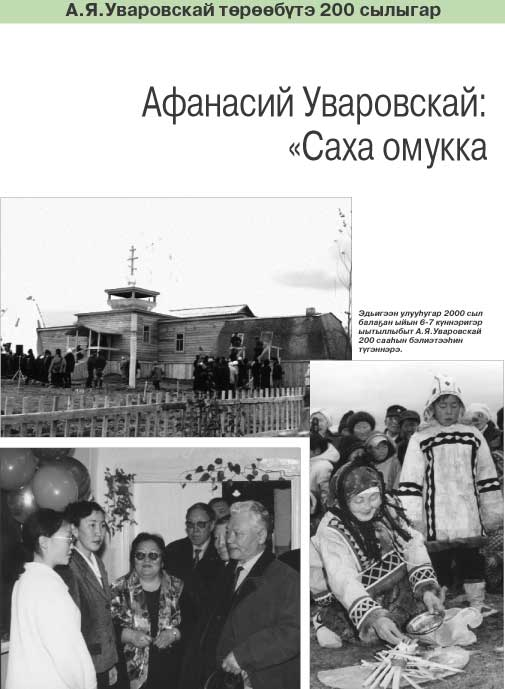 А.Я.Уваровскай төрөөбүтэ 200 сылыгар
Афанасий Уваровскай:
«Саха омукка
Эдьигээн улууһугар 2000 сыл
балаҕан ыйын 6-7 күннэригэр
ыытыллыбыт А.Я.Уваровскай
200 сааһын бэлиэтээһин
түгэннэрэ.